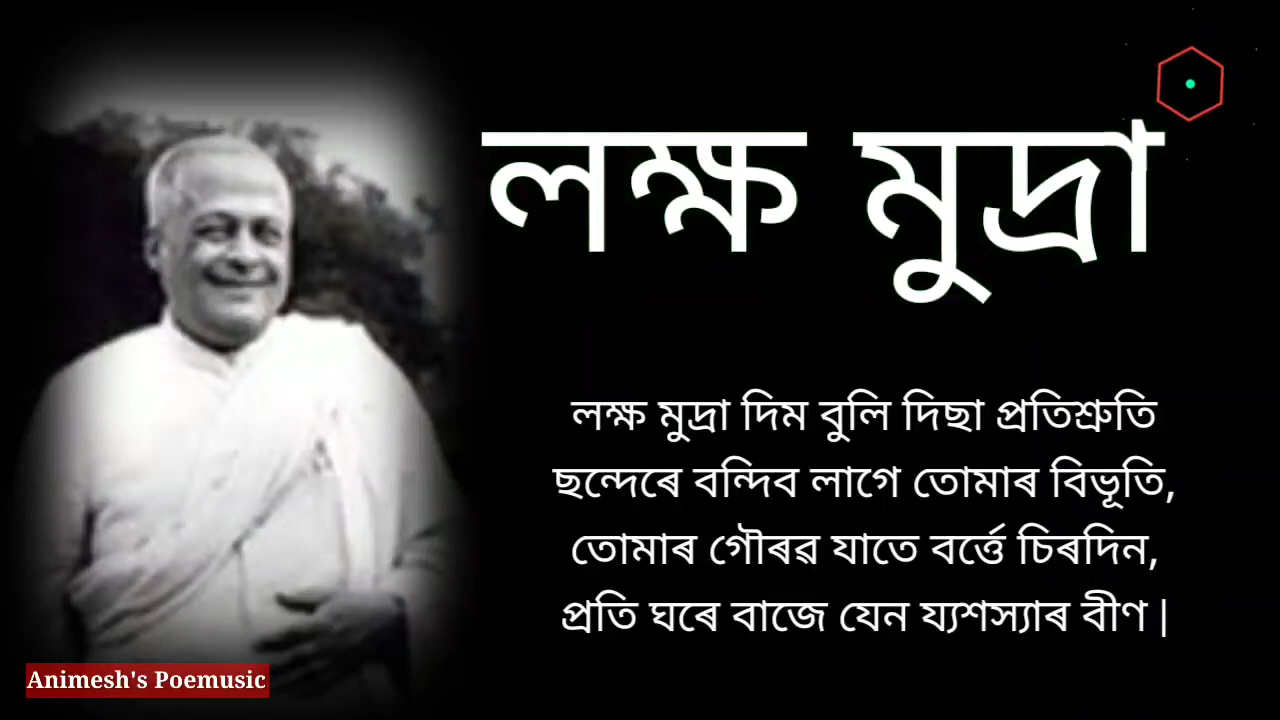 লক্ষ মুদ্ৰা
লক্ষ মুদ্ৰা দিম বুলি দিছা প্ৰতিশ্ৰুতি
ছন্দেৰে বন্দিব লাগে তোমাৰ বিভূতি,
তোমাৰ গৌৰৱ যাতে বৰ্ত্তে চিৰদিন,
প্ৰতি ঘৰে বাজে যেন য্যশস্যাৰ বীণ|
Animesh's Poemusic